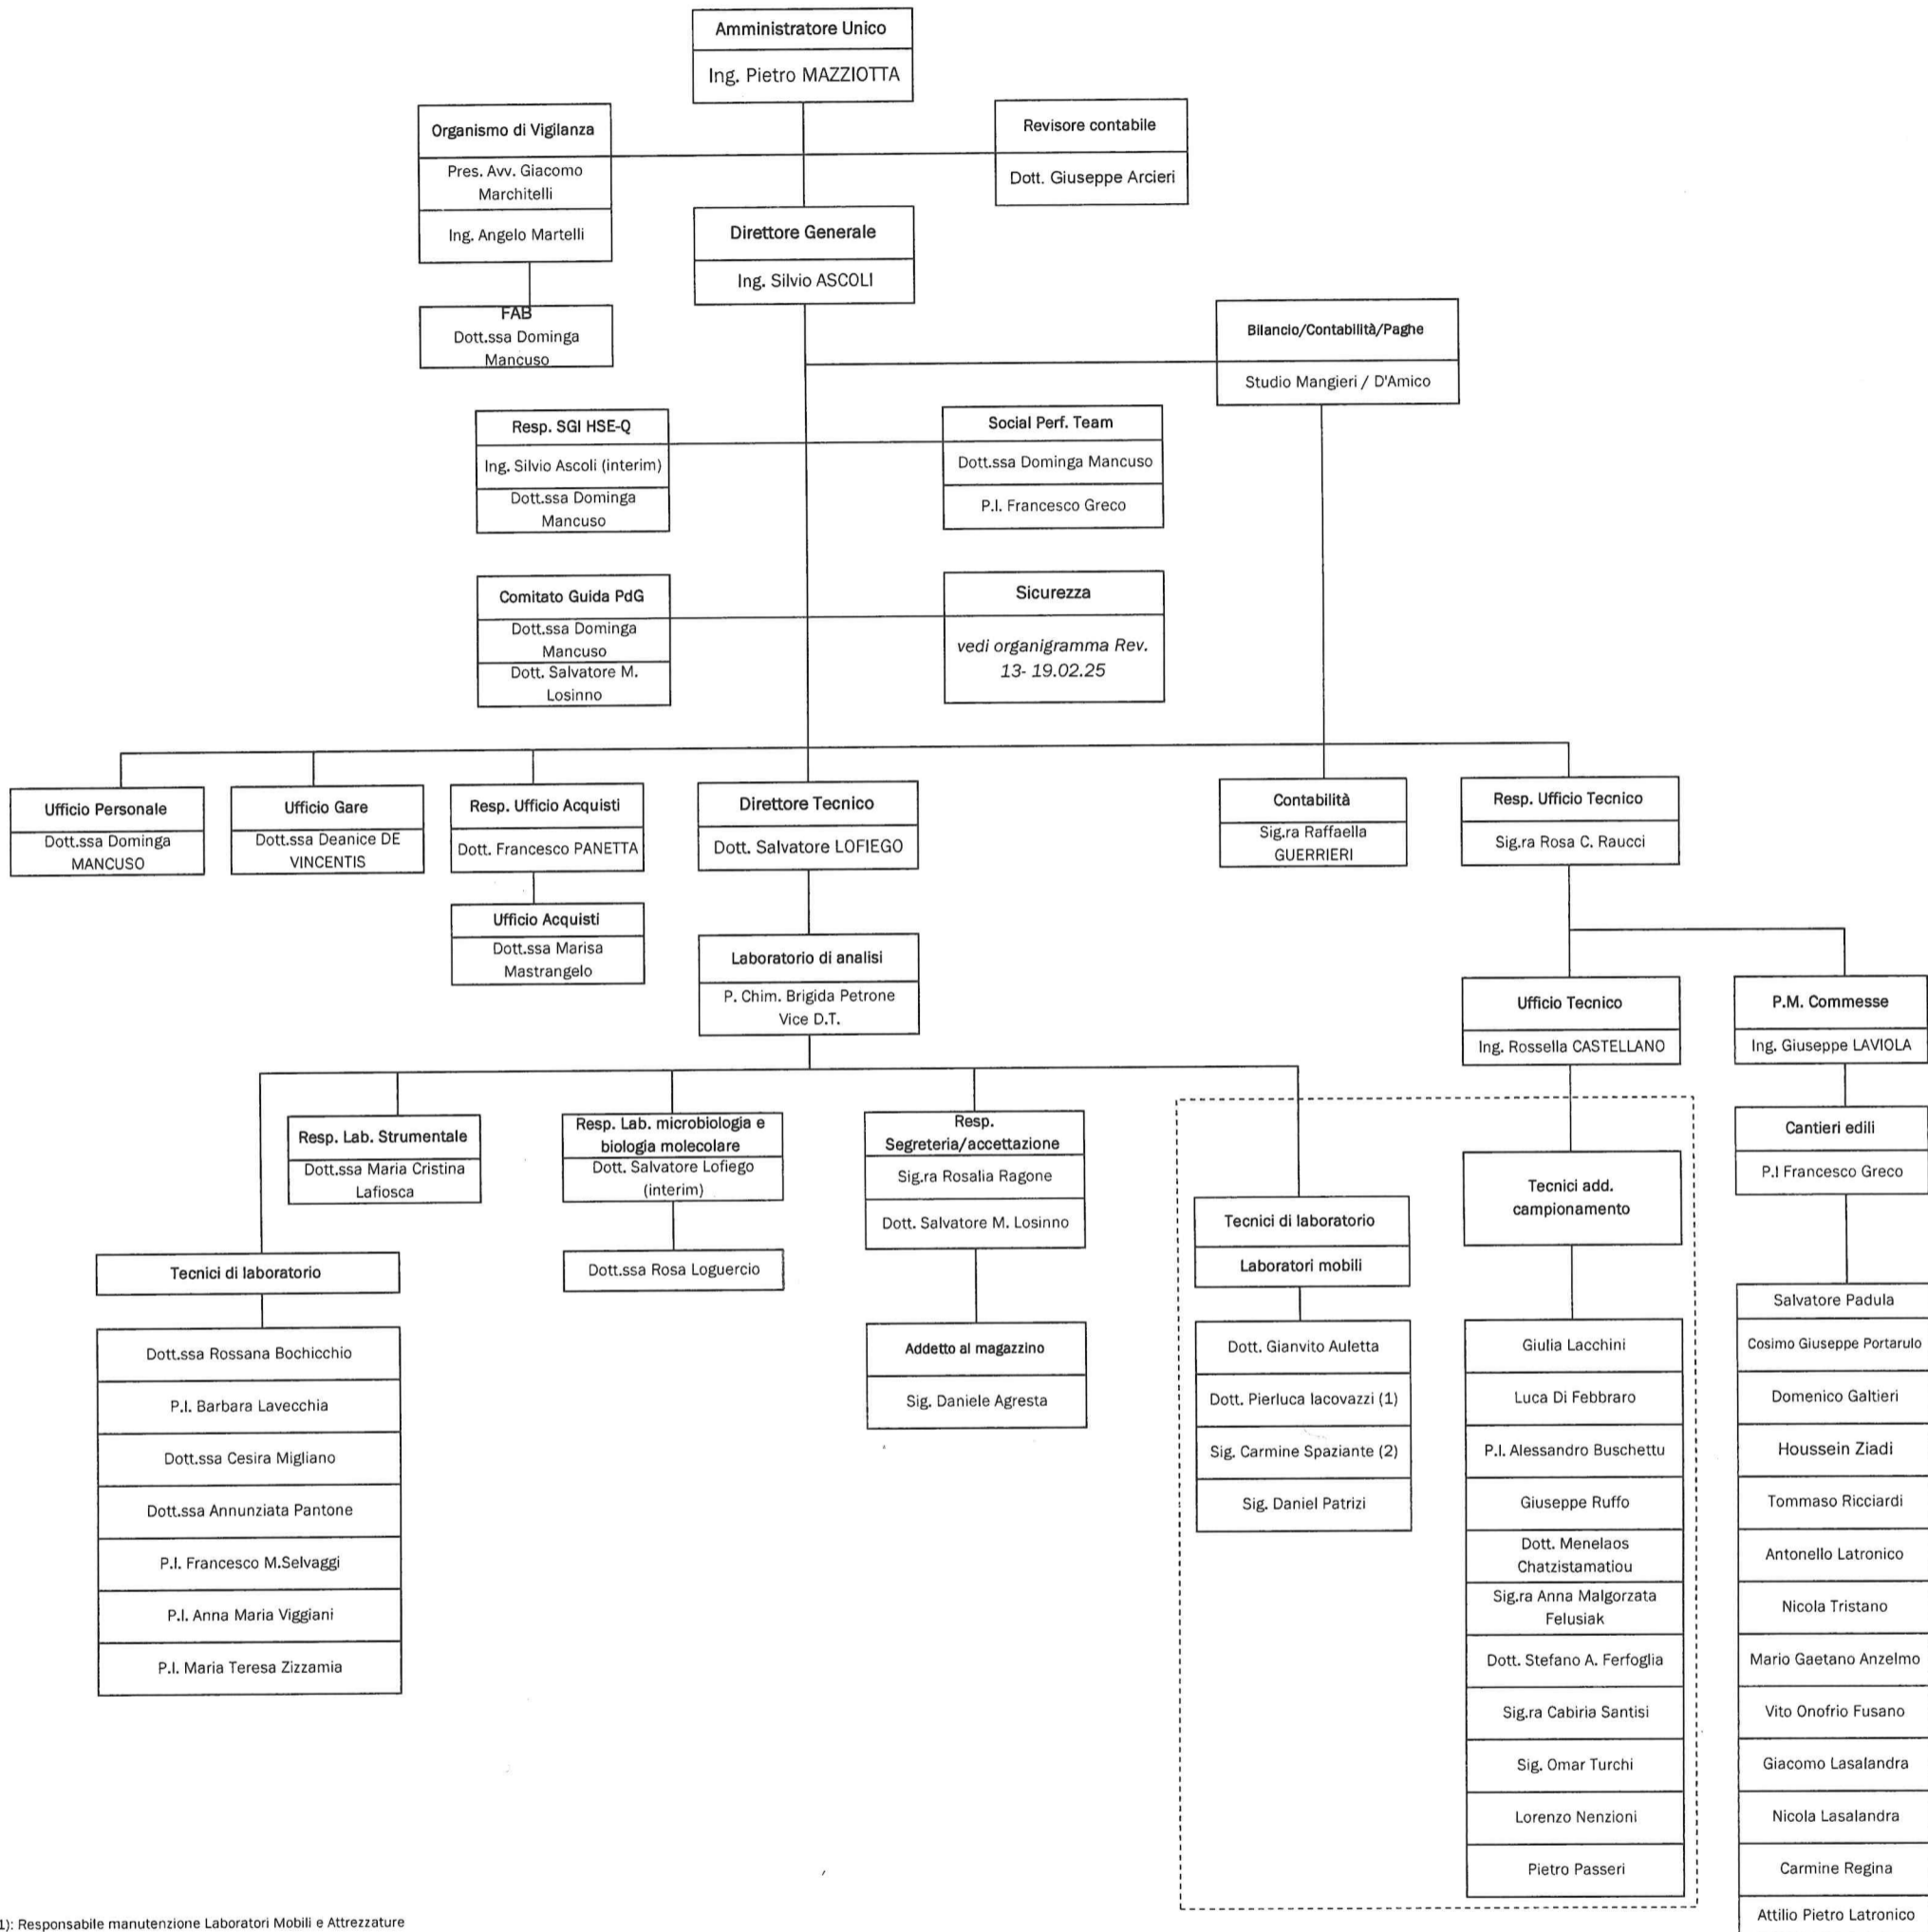 Amministratore Unico
Ing. Pietro MAZZIOTTA
Organismo di Vigilanza
Pres. Avv. Giacomo
Marchitelli
Ing. Angelo Martelli
Revisore contabile
Dott. Giuseppe Arcieri
Direttore Generale
Ing. Silvio ASCOLI
FAB
Dott.ssa Dominga
Mancuso
Bilancio/Contabilità/Paghe
Studio Mangieri / D'Amico
Resp. SGI HSE-Q
Ing. Silvio Ascoli (interim)
Dott.ssa Dominga
Mancuso
Social Perf. Team
Dott.ssa Dominga Mancuso
P.I. Francesco Greco
Comitato Guida PdG
Dott.ssa Dominga
Mancuso
Dott. Salvatore M.
Losinno
Sicurezza
vedi organigramma Rev.
13- 19.02.25
Ufficio Personale
Dott.ssa Dominga
MANCUSO
Ufficio Gare
Dott.ssa Deanice DE
VINCENTIS
Resp. Ufficio Acquisti
Dott. Francesco PANETTA
Ufficio Acquisti
Dott.ssa Marisa
Mastrangelo
Direttore Tecnico
Dott. Salvatore LOFIEGO
Laboratorio di analisi
P. Chim. Brigida Petrone
Vice D.T.
Contabilità
Sig.ra Raffaella
GUERRIERI
Resp. Ufficio Tecnico
Sig.ra Rosa C. Raucci
Ufficio Tecnico
Ing. Rossella CASTELLANO
P.M. Commesse
Ing. Giuseppe LAVIOLA
Tecnici di laboratorio
Dott.ssa Rossana Bochicchio
P.I. Barbara Lavecchia
Dott.ssa Cesira Migliano
Dott.ssa Annunziata Pantone
P.I. Francesco M.Selvaggi
P.I. Anna Maria Viggiani
P.I. Maria Teresa Zizzamia
Resp. Lab. Strumentale
Dott.ssa Maria Cristina
Lafiosca
Resp. Lab. microbiologia e
biologia molecolare
Dott. Salvatore Lofiego
(interim)
Dott.ssa Rosa Loguercio
Resp.
Segreteria/accettazione
Sig.ra Rosalia Ragone
Dott. Salvatore M. Losinno
Addetto al magazzino
Sig. Daniele Agresta
Tecnici di laboratorio
Laboratori mobili
Dott. Gianvito Auletta
Dott. Pierluca Iacovazzi (1)
Sig. Carmine Spaziante (2)
Sig. Daniel Patrizi
Tecnici add.
campionamento
Giulia Lacchini
Luca Di Febbraro
P.I. Alessandro Buschettu
Giuseppe Ruffo
Dott. Menelaos
Chatzistamatiou
Sig.ra Anna Malgorzata
Felusiak
Dott. Stefano A. Ferfoglia
Sig.ra Cabiria Santisi
Sig. Omar Turchi
Lorenzo Nenzioni
Pietro Passeri
Cantieri edili
P.I Francesco Greco
Salvatore Padula
Cosimo Giuseppe Portarulo
Domenico Galtieri
Houssein Ziadi
Tommaso Ricciardi
Antonello Latronico
Nicola Tristano
Mario Gaetano Anzelmo
Vito Onofrio Fusano
Giacomo Lasalandra
Nicola Lasalandra
Carmine Regina
Attilio Pietro Latronico
1): Responsabile manutenzione Laboratori Mobili e Attrezzature